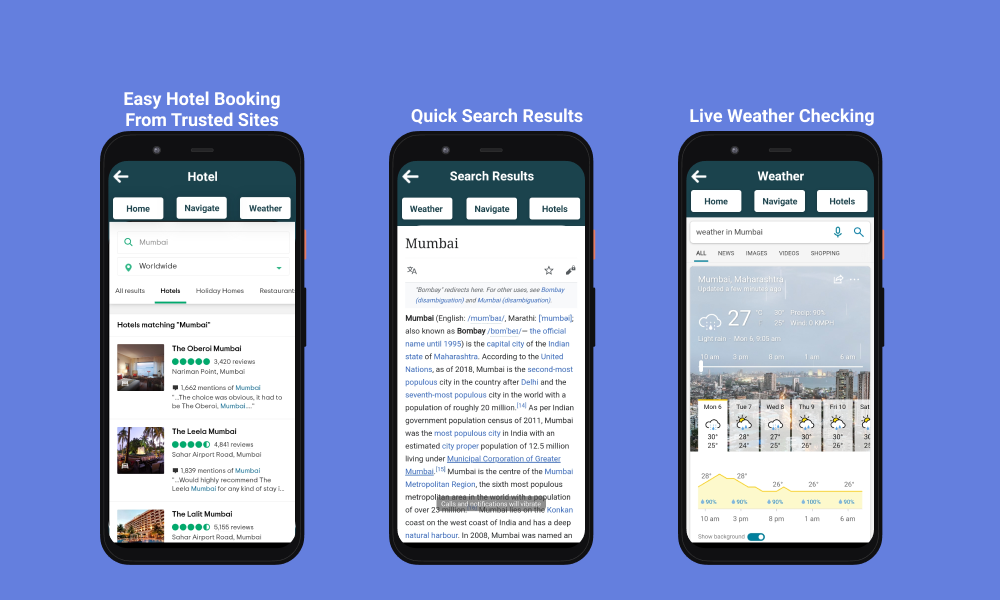 Easy Hotel Booking
From Trusted Sites
Hotel
Home
Navigate
Weather
Mumbai
Worldwide
All results
Hotels
Holiday Homes
Restaurant
Hotels matching "Mumbai"
The Oberoi Mumbai
3,420 reviews
Nariman Point, Mumbai
1,662 mentions of Mumbai
"...The choice was obvious, it had to
be The Oberoi, Mumbai...."
The Leela Mumbai
4,841 reviews
Sahar Airport Road, Mumbai
1,839 mentions of Mumbai
"...Would highly recommend The
Leela Mumbai for any kind of stay i...
The Lalit Mumbai
5,155 reviews
Sahar Airport Road, Mumbai
Quick Search Results
Search Results
Weather
Navigate
Hotels
Mumbai
"Bombay" redirects here. For other uses, see Bombay
(disambiguation) and Mumbai (disambiguation).
Mumbai (English: /mʊmˈbaɪ/, Marathi: [ˈmumbəi];
also known as Bombay /bɒmˈbeɪ/— the official
name until 1995) is the capital city of the Indian
state of Maharashtra. According to the United
Nations, as of 2018, Mumbai is the second-most
populous city in the country after Delhi and the
seventh-most populous city in the world with a
population of roughly 20 million.[14] As per Indian
government population census of 2011, Mumbai
was the most populous city in India with an
estimated city proper population of 12.5 million
living under Municipal Corporation of Greater
Mumbai.[15] Mumbai is the centre of the Mumbai
Metropolitan Region, the sixth most populous
metropolitan area in the world with a population
of over 23 million. Mumbai lies on the Konkan
Calls and notifications will vibrate
coast on the west coast of India and has a deep
natural harbour. In 2008, Mumbai was named an
Live Weather Checking
Weather
Home
Navigate
Hotels
weather in Mumbai
ALL
NEWS
IMAGES
VIDEOS
SHOPPING
Mumbai, Maharashtra
Updated a few minutes ago
27 °C 30° Precip: 90%
25° Wind: 0 KMPH
Light rain Mon 6, 9:05 am
10 am 3 pm 8 pm 1 am 6 am
Mon 6 Tue 7 Wed 8 Thu 9 Fri 10 Sat
30° 28° 27° 30° 30° 3
25° 24° 25° 26° 26° 2
28° 28° 26° 26° 26°
90% 90% 90% 100% 90%
10 am 3 pm 8 pm 1 am 6 am
Show background